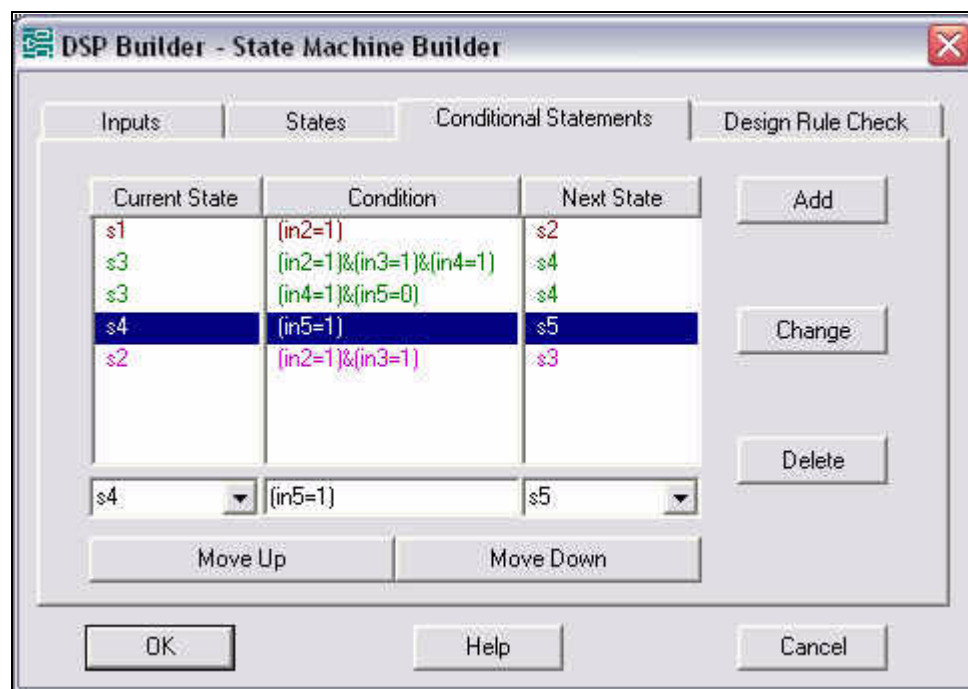 DSP Builder - State Machine Builder
Inputs States Conditional Statements Design Rule Check
Current State Condition Next State
s1 (in2=1) s2
s3 (in2=1)&(in3=1)&(in4=1) s4
s3 (in4=1)&(in5=0) s4
s4 (in5=1) s5
s2 (in2=1)&(in3=1) s3
s4 (in5=1) s5
Move Up Move Down
Add
Change
Delete
OK Help Cancel